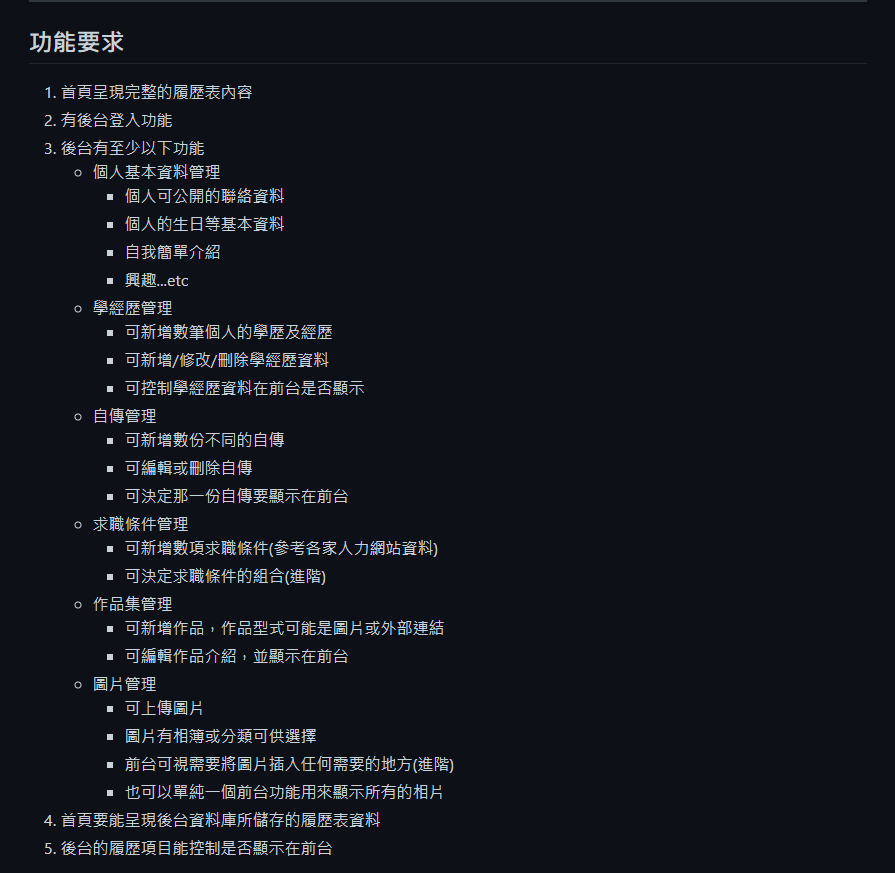 功能要求
1. 首頁呈現完整的履歷表內容
2. 有後台登入功能
3. 後台有至少以下功能
個人基本資料管理
個人可公開的聯絡資料
個人的生日等基本資料
自我簡單介紹
興趣...etc
學經歷管理
可新增數筆個人的學歷及經歷
可新增/修改/刪除學經歷資料
可控制學經歷資料在前台是否顯示
自傳管理
可新增數份不同的自傳
可編輯或刪除自傳
可決定那一份自傳要顯示在前台
求職條件管理
可新增數項求職條件(參考各家人力網站資料)
可決定求職條件的組合(進階)
作品集管理
可新增作品，作品型式可能是圖片或外部連結
可編輯作品介紹，並顯示在前台
圖片管理
可上傳圖片
圖片有相簿或分類可供選擇
前台可視需要將圖片插入任何需要的地方(進階)
也可以單純一個前台功能用來顯示所有的相片
4. 首頁要能呈現後台資料庫所儲存的履歷表資料
5. 後台的履歷項目能控制是否顯示在前台